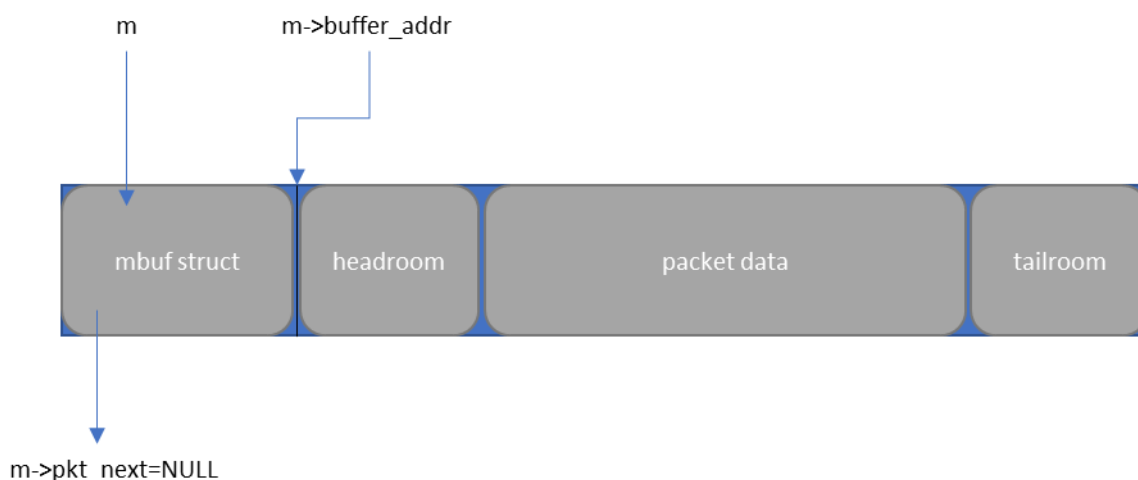 m
m->buffer_addr
mbuf struct
headroom
packet data
tailroom
m->pkt_next=NULL